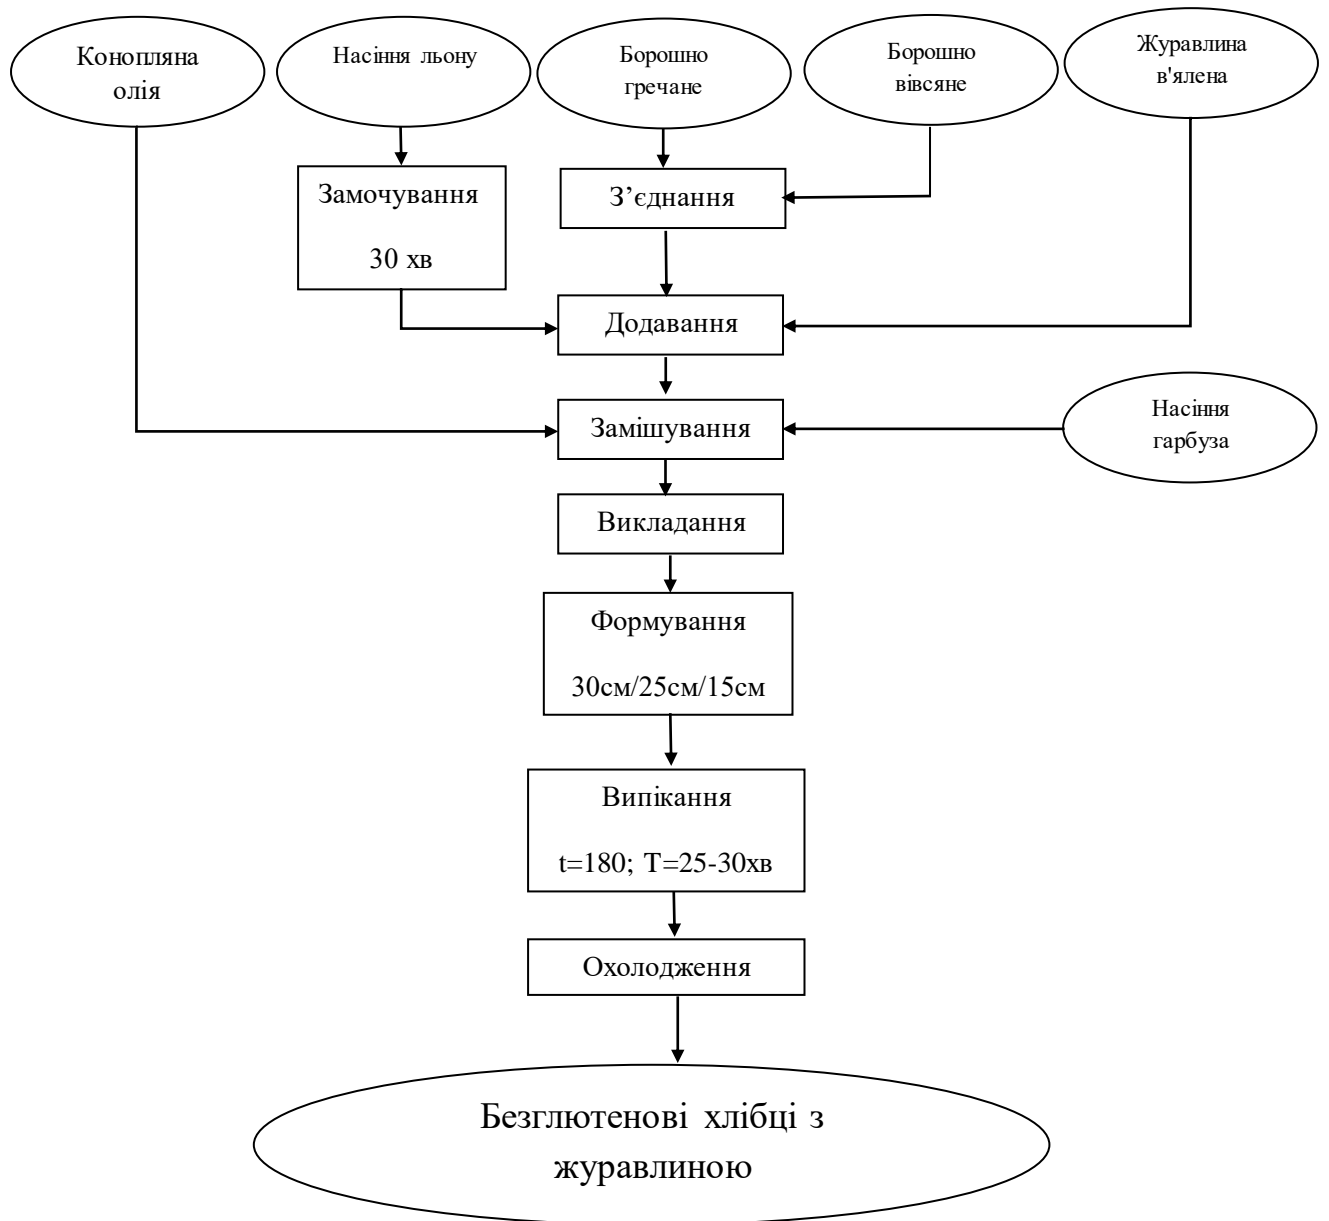 Конопляна
олія
Насіння льону
Борошно
гречане
Борошно
вівсяне
Журавлина
в'ялена
Замочування
30 хв
З’єднання
Додавання
Насіння
гарбуза
Замішування
Викладання
Формування
30см/25см/15см
Випікання
t=180; T=25-30хв
Охолодження
Безглютенові хлібці з
журавлиною